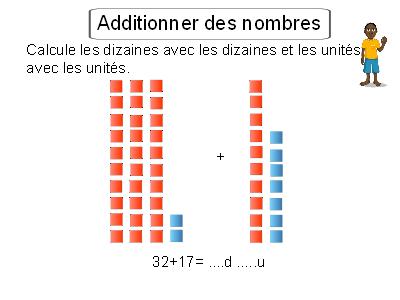 Additionner des nombres
Calcule les dizaines avec les dizaines et les unités
avec les unités.
+
32+17= ....d .....u